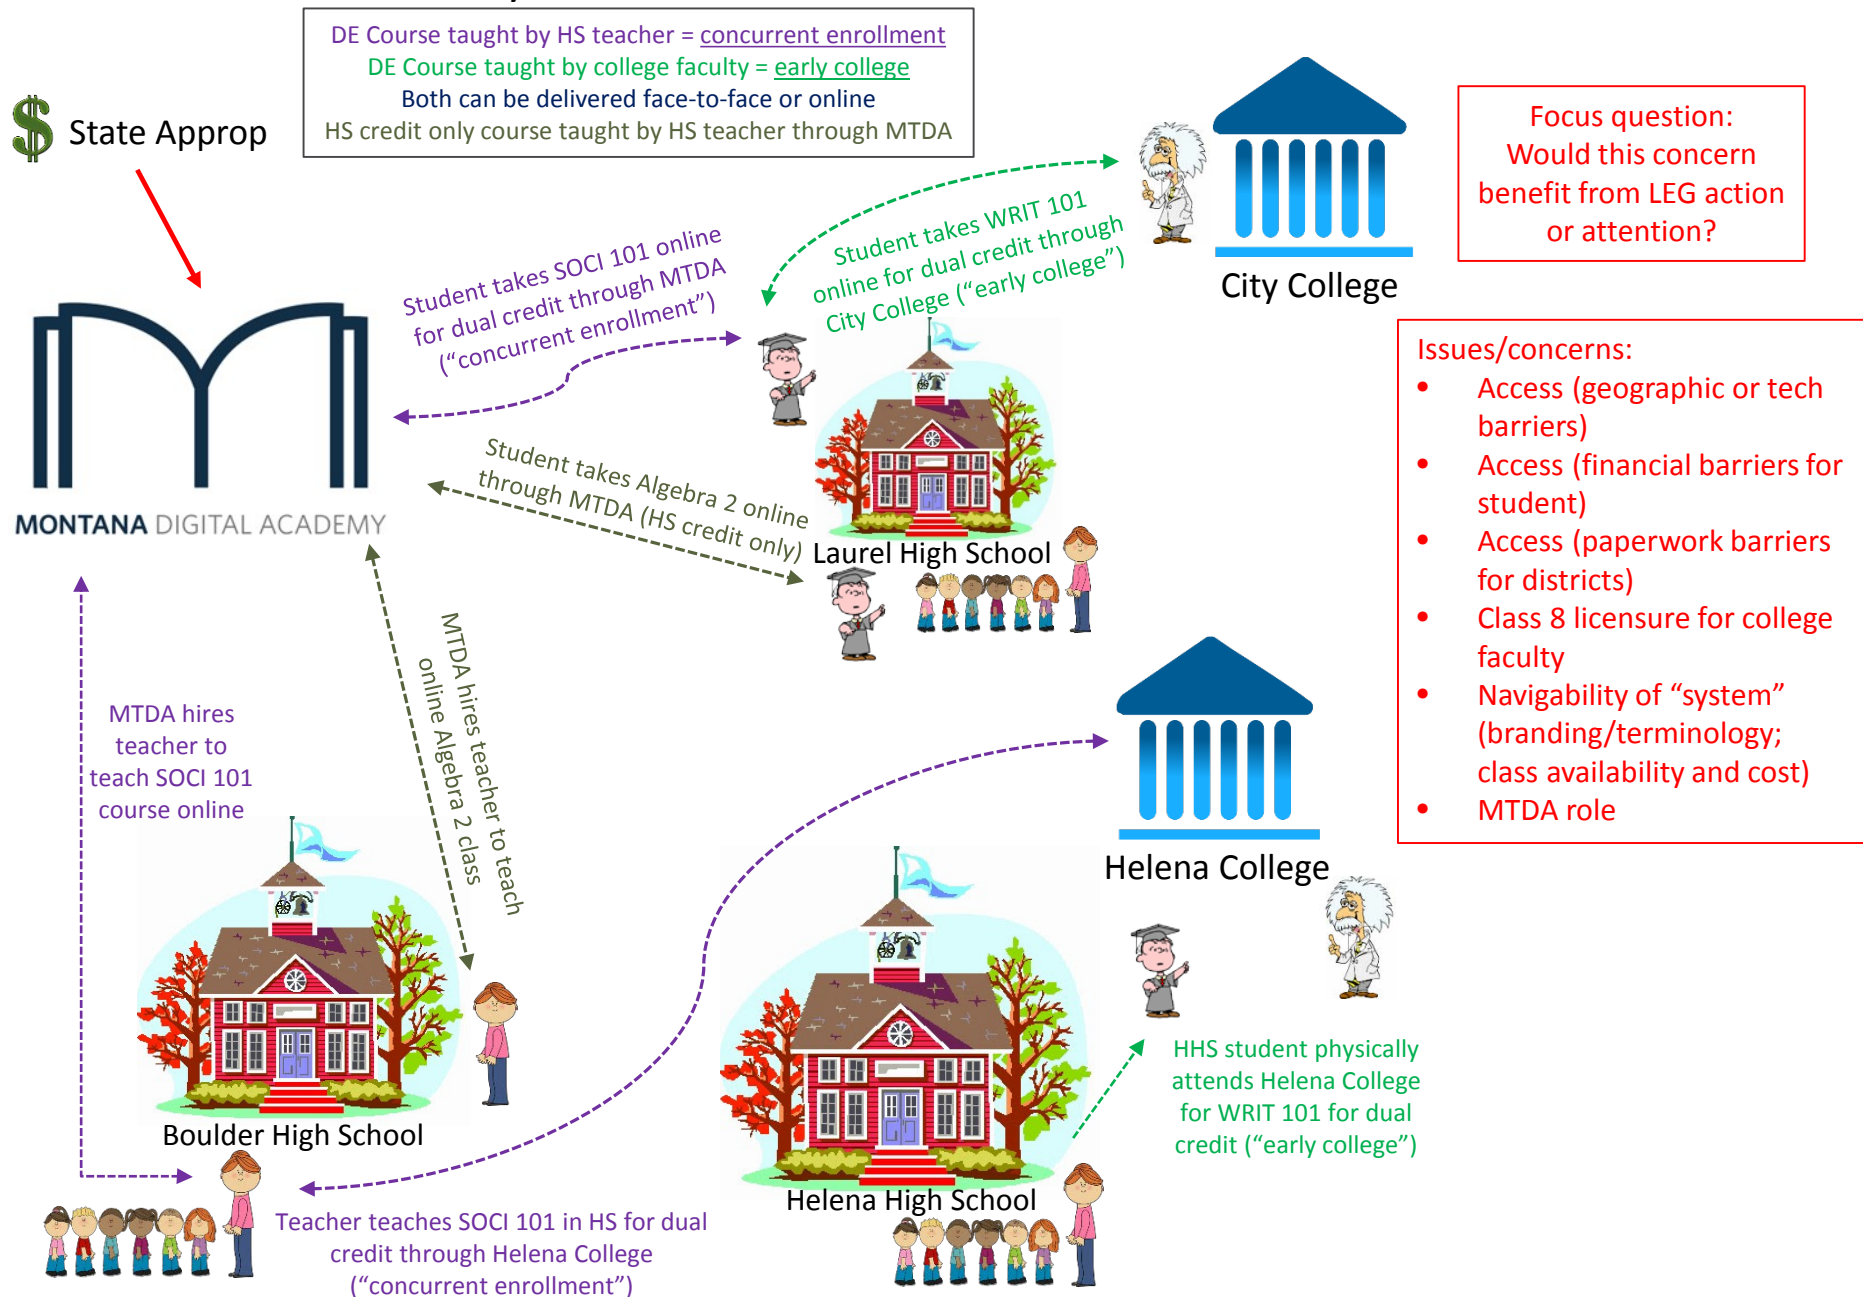 DE Course taught by HS teacher = concurrent enrollment
DE Course taught by college faculty = early college
Both can be delivered face-to-face or online
HS credit only course taught by HS teacher through MTDA
$ State Approp
Focus question:
Would this concern
benefit from LEG action
or attention?
City College
Student takes WRIT 101
online for dual credit through
City College (“early college”)
Student takes SOCI 101 online
for dual credit through MTDA
(“concurrent enrollment”)
MONTANA DIGITAL ACADEMY
Student takes Algebra 2 online
through MTDA (HS credit only)
Laurel High School
Issues/concerns:
• Access (geographic or tech
barriers)
• Access (financial barriers for
student)
• Access (paperwork barriers
for districts)
• Class 8 licensure for college
faculty
• Navigability of “system”
(branding/terminology;
class availability and cost)
• MTDA role
MTDA hires teacher to teach
online Algebra 2 class
MTDA hires
teacher to
teach SOCI 101
course online
Helena College
Boulder High School
HHS student physically
attends Helena College
for WRIT 101 for dual
credit (“early college”)
Helena High School
Teacher teaches SOCI 101 in HS for dual
credit through Helena College
(“concurrent enrollment”)